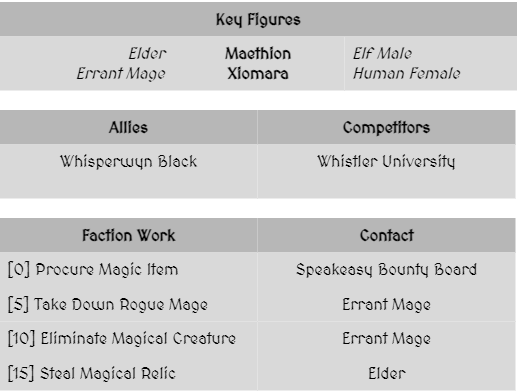 Key Figures
Elder Maethion Elf Male
Errant Mage Xiomara Human Female
Allies Competitors
Whisperwyn Black Whistler University
Faction Work Contact
[0] Procure Magic Item Speakeasy Bounty Board
[5] Take Down Rogue Mage Errant Mage
[10] Eliminate Magical Creature Errant Mage
[15] Steal Magical Relic Elder